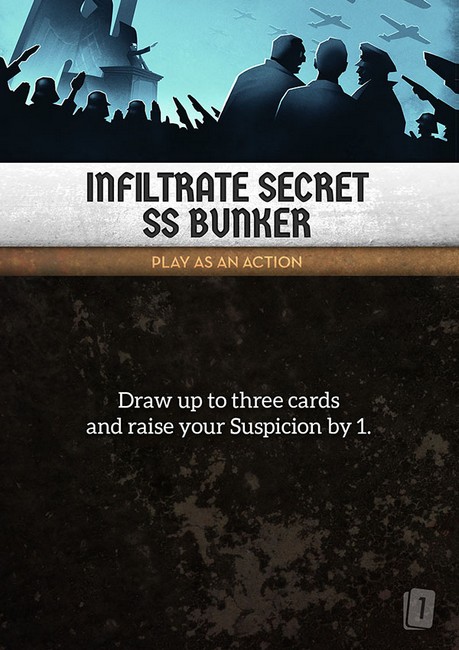 INFILTRATE SECRET
SS BUNKER
PLAY AS AN ACTION
Draw up to three cards
and raise your Suspicion by 1.
1